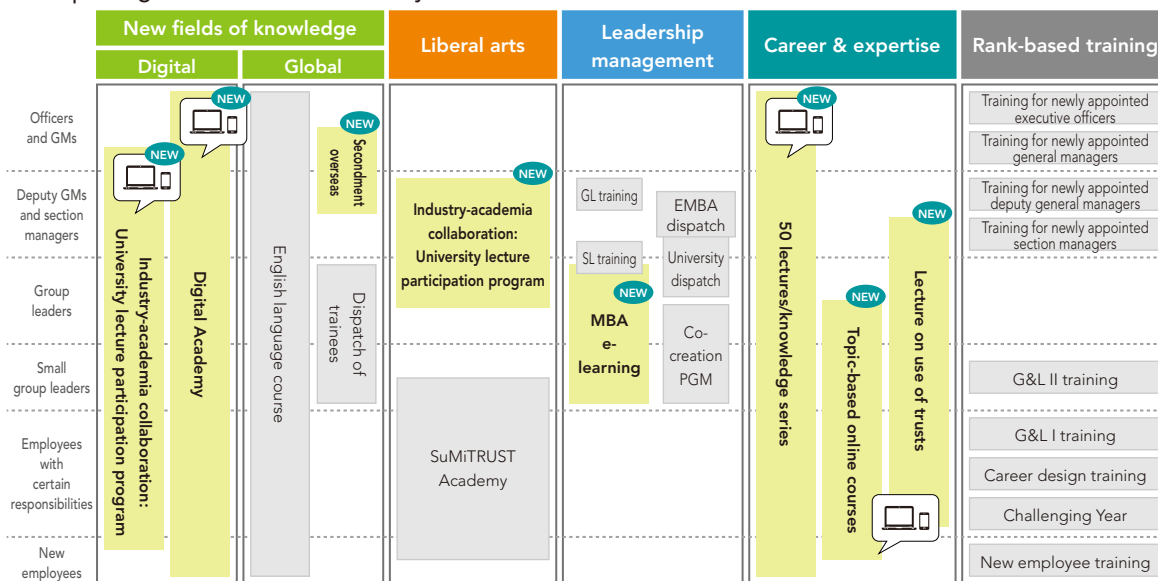 New fields of knowledge
Digital
Global
Liberal arts
Leadership
management
Career & expertise
Rank-based training
Officers
and GMs
Deputy GMs
and section
managers
Group
leaders
Small
group leaders
Employees
with
certain
responsibilities
New
employees
NEW
Industry-academia collaboration:
University lecture participation program
NEW
Digital Academy
English language course
NEW
Secondment
overseas
Dispatch of
trainees
NEW
Industry-academia
collaboration:
University lecture
participation program
SuMiTRUST
Academy
GL training
SL training
NEW
MBA
e-
learning
EMBA
dispatch
University
dispatch
Co-
creation
PGM
NEW
50 lectures/knowledge series
NEW
Topic-based online courses
NEW
Lecture on use of trusts
Training for newly appointed
executive officers
Training for newly appointed
general managers
Training for newly appointed
deputy general managers
Training for newly appointed
section managers
G&L II training
G&L I training
Career design training
Challenging Year
New employee training